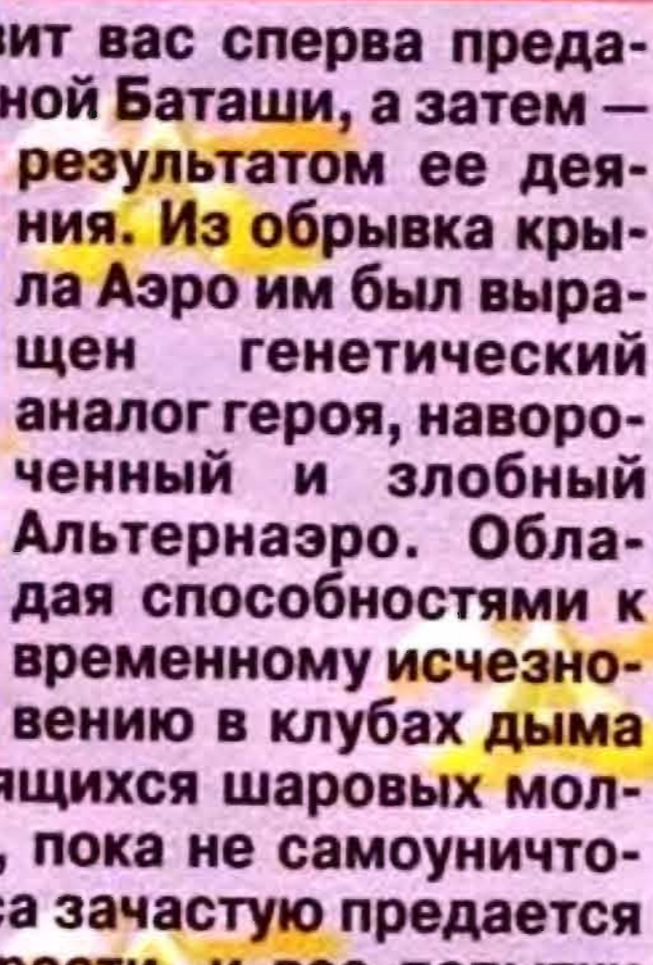 вит вас сперва преда-
ной Баташи, а затем —
результатом ее дея-
ния. Из обрывка кры-
ла Аэро им был выра-
щен генетический
аналог героя, наворо-
ченный и злобный
Альтернаэро. Обла-
дая способностями к
временному исчезно-
вению в клубах дыма
ящихся шаровых мол-
, пока не самоуничто-
са зачастую предается